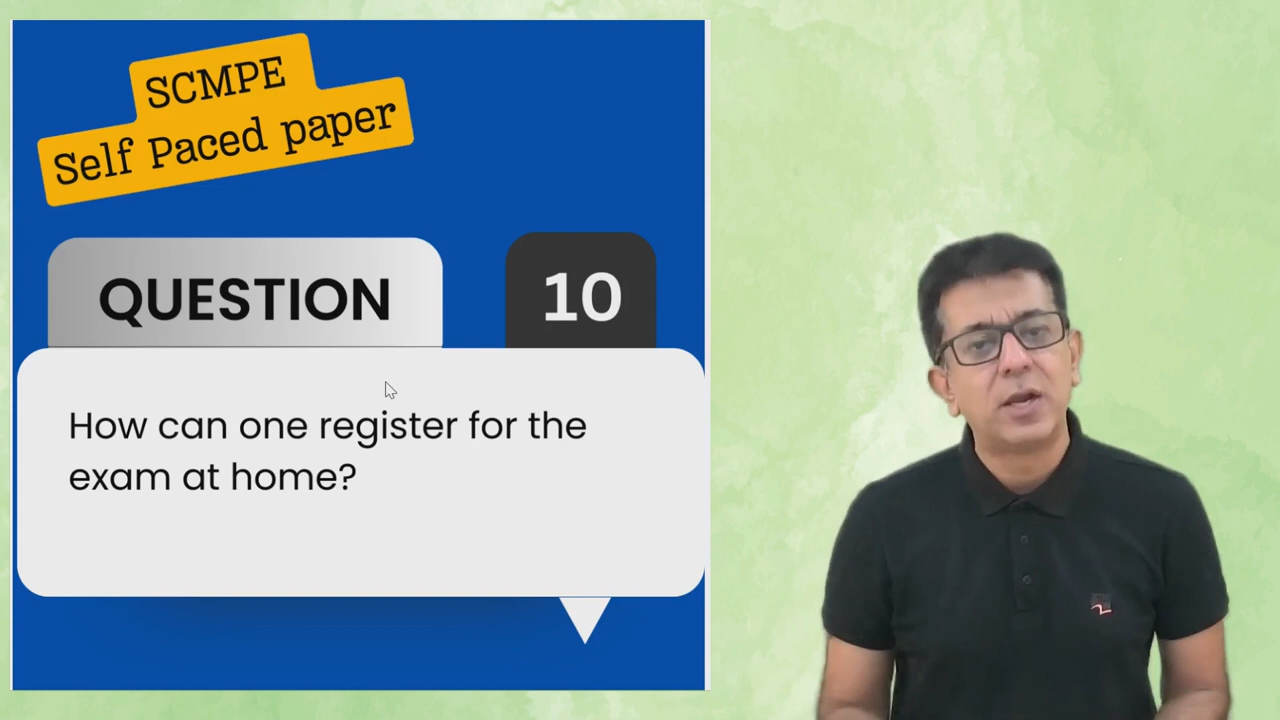 SCMPE
Self Paced paper
QUESTION
10
How can one register for the
exam at home?